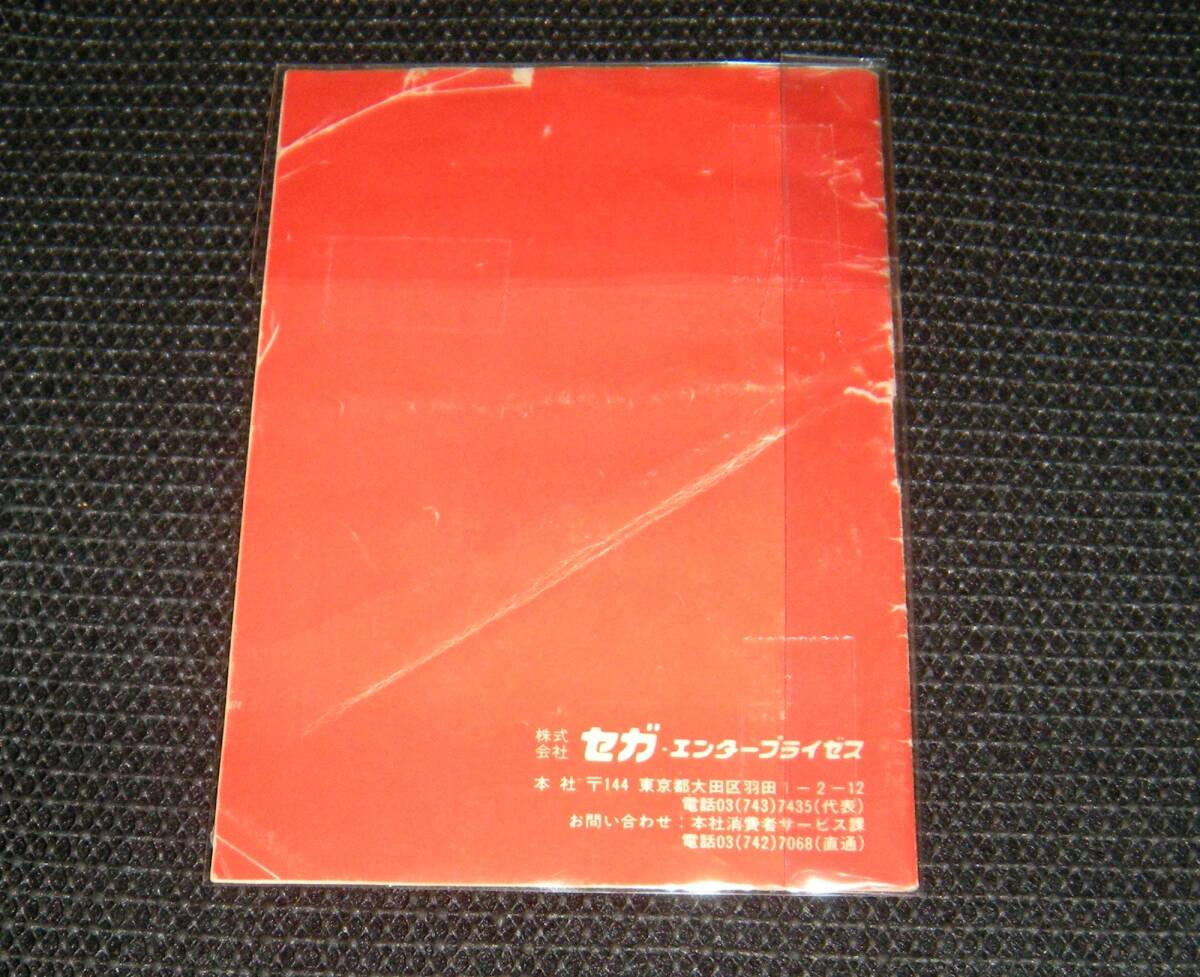 株式会社 セガ・エンタープライゼス
本社 〒144 東京都大田区羽田1-2-12
電話03(743)7435(代表)
お問い合わせ:本社消費者サービス課
電話03(742)7068(直通)